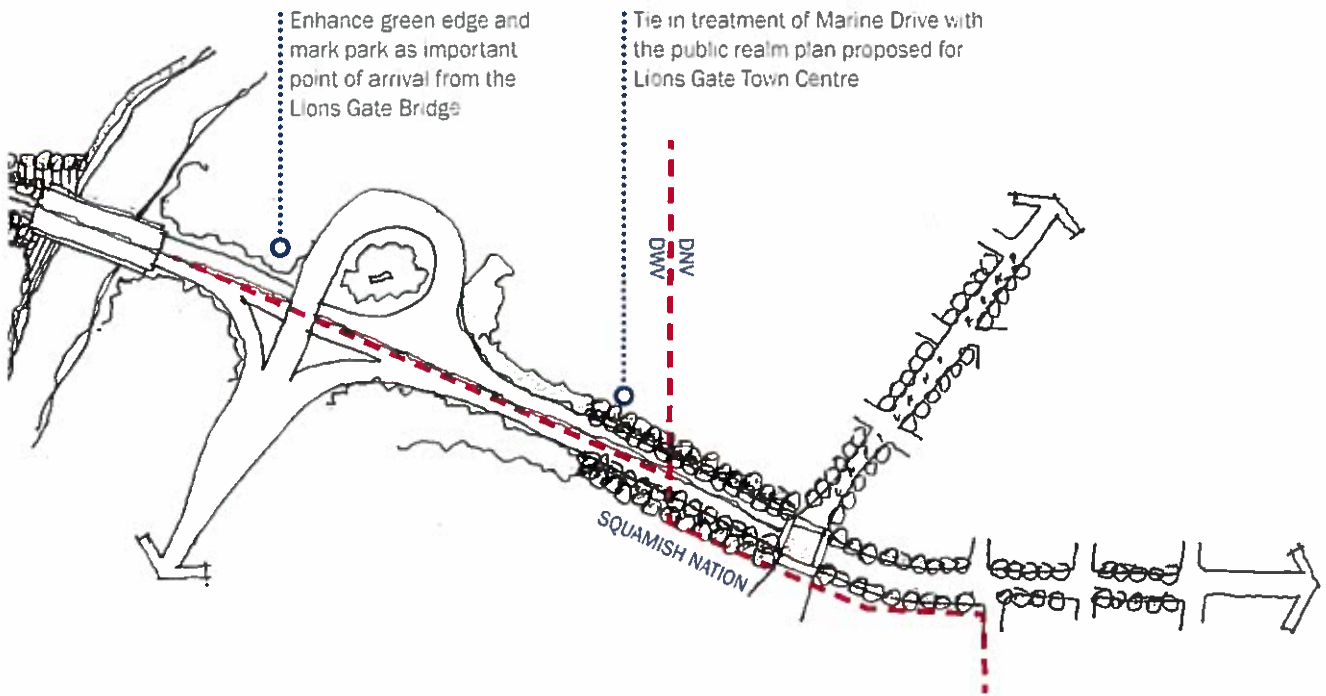 Enhance green edge and
mark park as important
point of arrival from the
Lions Gate Bridge
Tie in treatment of Marine Drive with
the public realm plan proposed for
Lions Gate Town Centre
DNV
DWV
SQUAMISH NATION